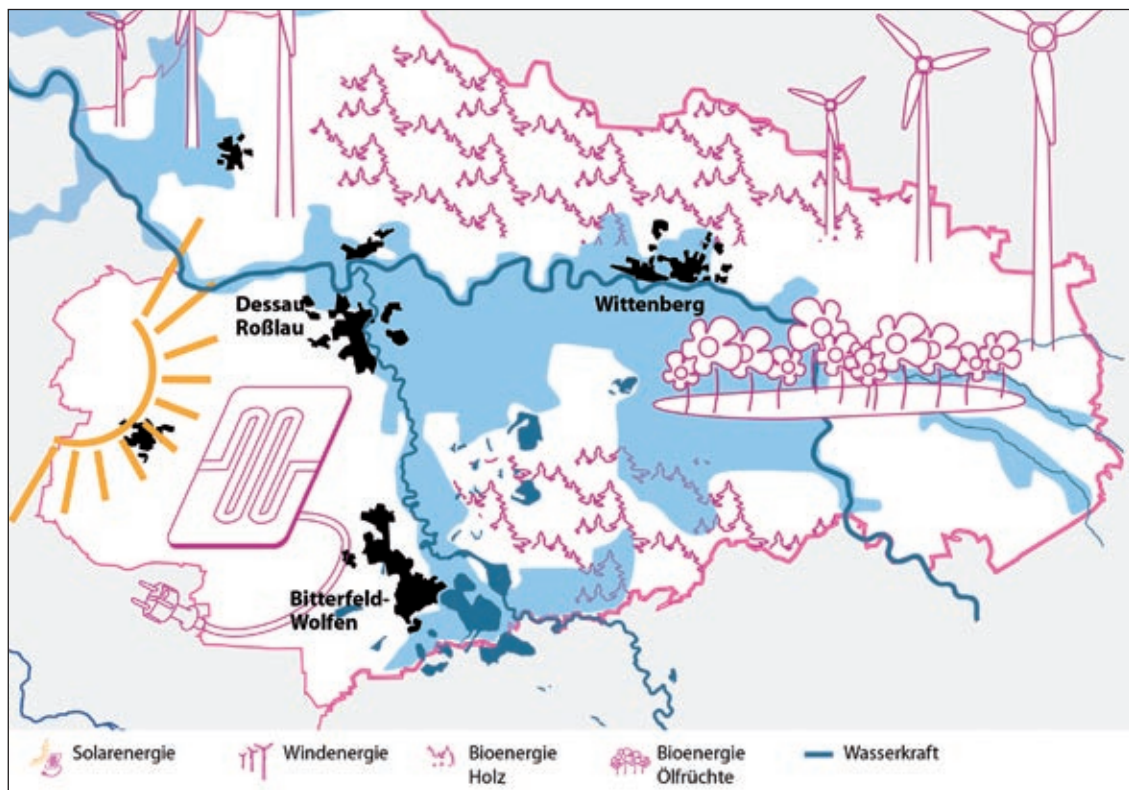 Dessau
Roßlau
Wittenberg
Bitterfeld-
Wolfen
Solarenergie
Windenergie
Bioenergie
Holz
Bioenergie
Ölfrüchte
Wasserkraft